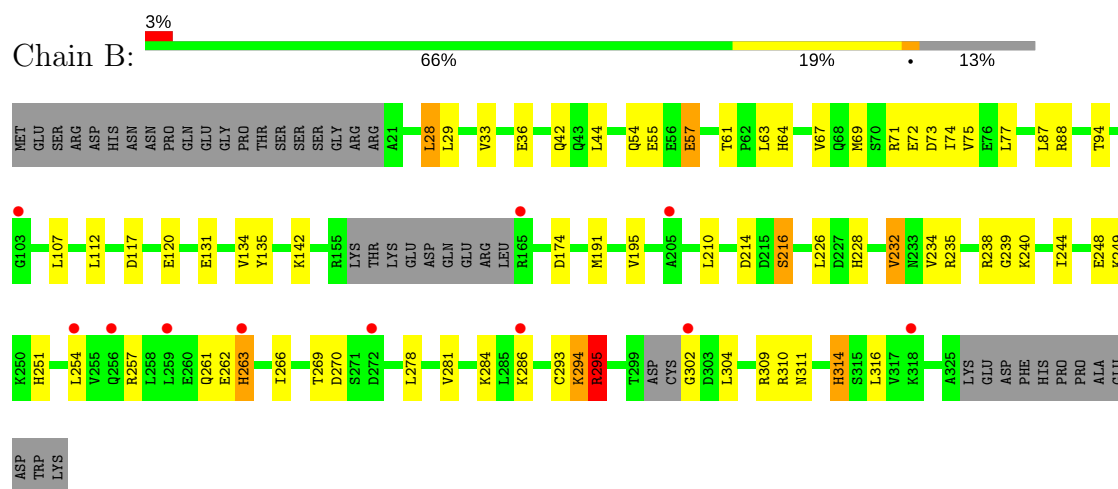 3%
Chain B:
66% 19% • 13%
MET GLU SER ARG ASP HIS ASN ASN PRO GLN GLU GLY PRO THR SER SER SER GLY ARG ARG A21 L28 L29 V33 E36 Q42 Q43 L44 Q54 E55 E56 E57 T61 P62 L63 H64 V67 Q68 M69 S70 R71 E72 D73 I74 V75 E76 L77 L87 R88 T94
G103 L107 L112 D117 E120 E131 V134 Y135 K142 R155 LYS THR LYS GLU ASP GLN GLU ARG LEU R165 D174 M191 V195 A205 L210 D214 D215 S216 L226 D227 H228 V232 N233 V234 R235 R238 G239 K240 I244 E248 K249
K250 H251 L254 V255 Q256 R257 L258 L259 E260 Q261 E262 H263 I266 T269 D270 S271 D272 L278 V281 K284 L285 K286 C293 K294 R295 T299 ASP CYS G302 D303 L304 R309 R310 N311 H314 S315 L316 V317 K318 A325 LYS GLU ASP PHE HIS PRO PRO ALA GLU
ASP TRP LYS